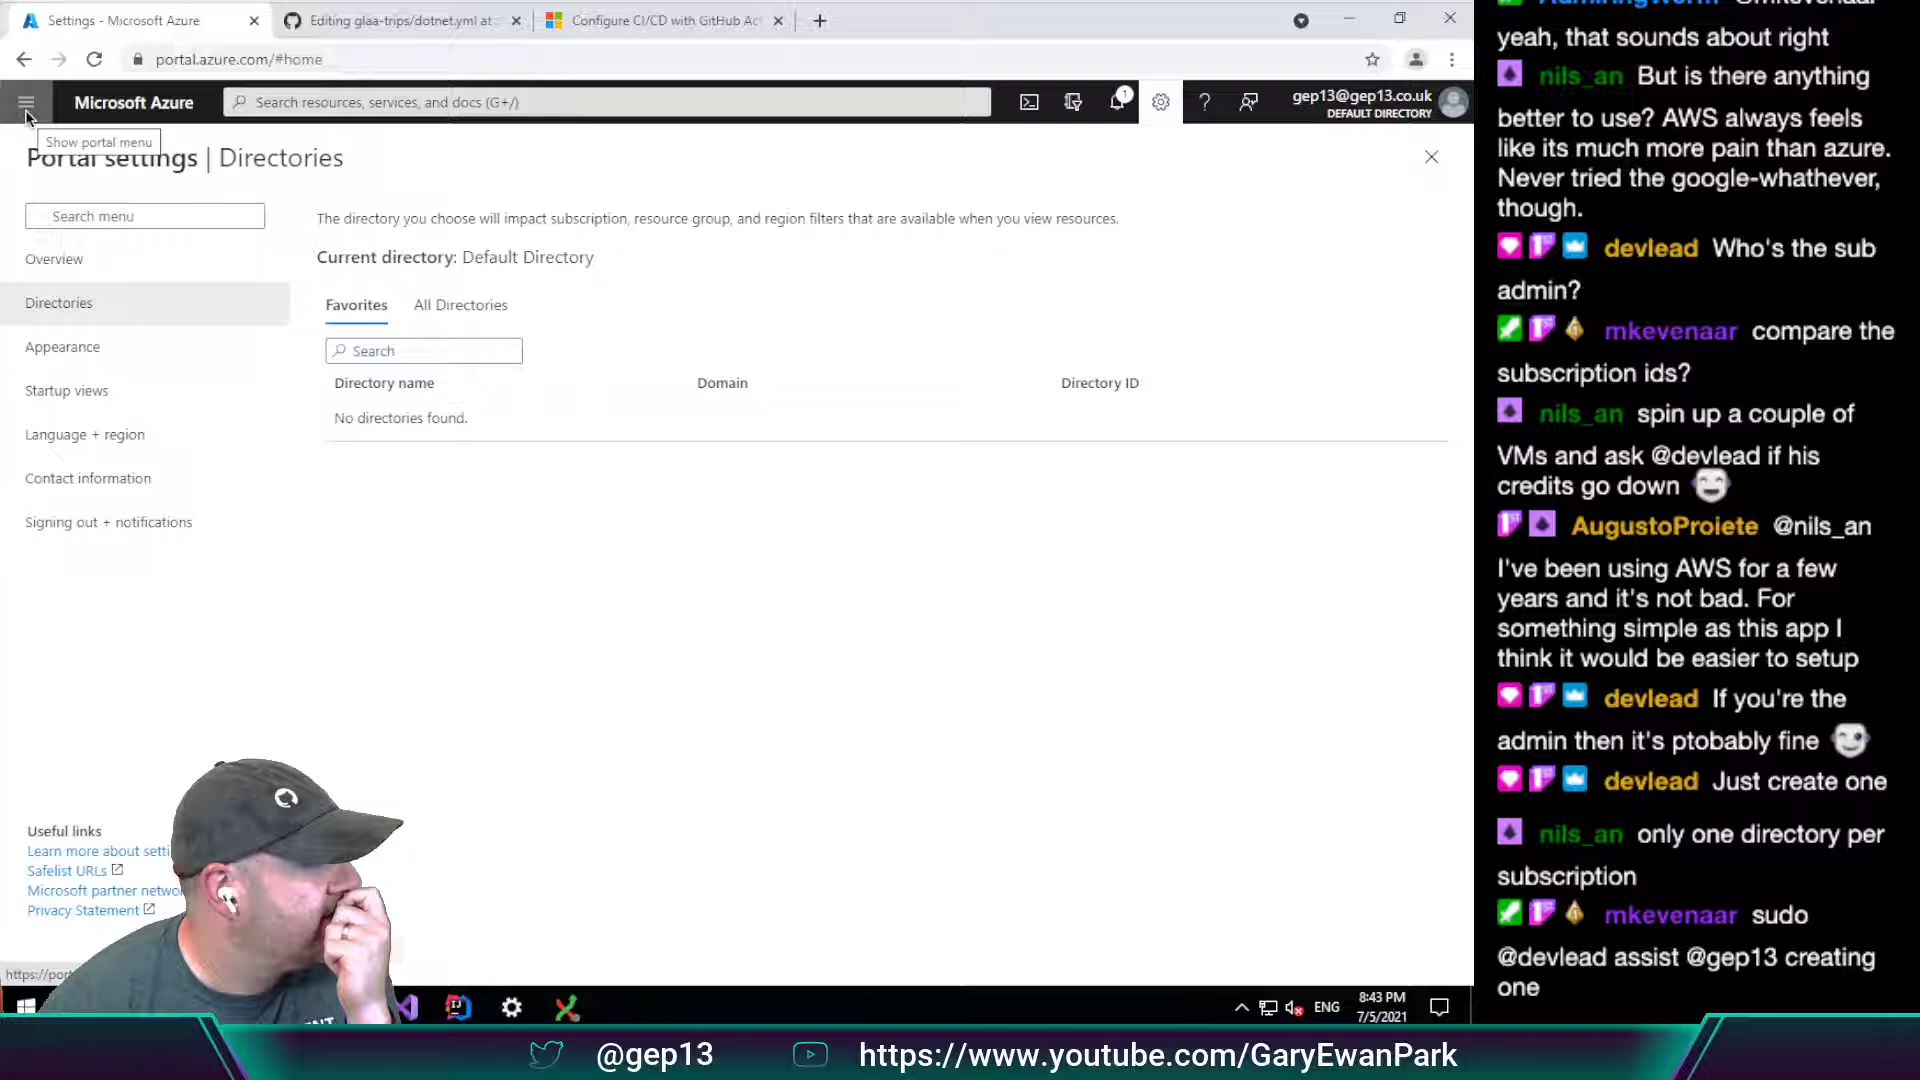 Settings - Microsoft Azure
Editing glaa-trips/dotnet.yml at
Configure CI/CD with GitHub Ac
portal.azure.com/#home
Microsoft Azure
Search resources, services, and docs (G+/)
1
gep13@gep13.co.uk
DEFAULT DIRECTORY
Show portal menu
Portal settings | Directories
Search menu
Overview
Directories
Appearance
Startup views
Language + region
Contact information
Signing out + notifications
Useful links
Learn more about setti
Safelist URLs
Microsoft partner netwo
Privacy Statement
https://port
The directory you choose will impact subscription, resource group, and region filters that are available when you view resources.
Current directory: Default Directory
Favorites
All Directories
Search
Directory name
Domain
Directory ID
No directories found.
ENG
8:43 PM
7/5/2021
yeah, that sounds about right
nils_an But is there anything
better to use? AWS always feels
like its much more pain than azure.
Never tried the google-whathever,
though.
devlead Who's the sub
admin?
mkevenaar compare the
subscription ids?
nils_an spin up a couple of
VMs and ask @devlead if his
credits go down
AugustoProiete @nils_an
I've been using AWS for a few
years and it's not bad. For
something simple as this app I
think it would be easier to setup
devlead If you're the
admin then it's ptobably fine
devlead Just create one
nils_an only one directory per
subscription
mkevenaar sudo
@devlead assist @gep13 creating
one
@gep13
https://www.youtube.com/GaryEwanPark